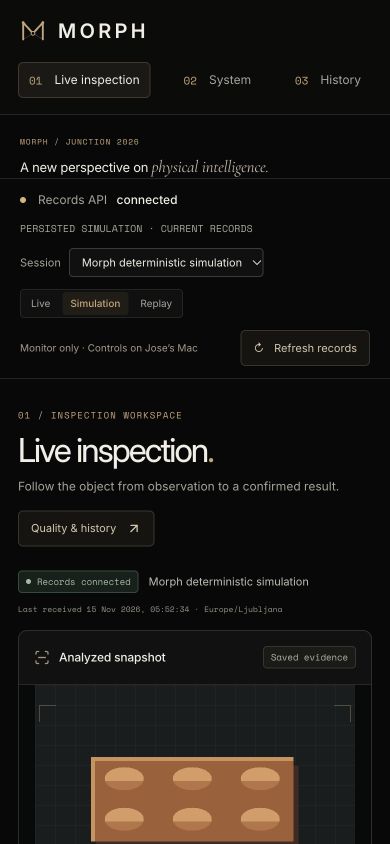 MORPH
01 Live inspection 02 System 03 History
MORPH / JUNCTION 2026
A new perspective on physical intelligence.
Records API connected
PERSISTED SIMULATION · CURRENT RECORDS
Session Morph deterministic simulation
Live Simulation Replay
Monitor only · Controls on Jose's Mac Refresh records
01 / INSPECTION WORKSPACE
Live inspection.
Follow the object from observation to a confirmed result.
Quality & history
Records connected Morph deterministic simulation
Last received 15 Nov 2026, 05:52:34 · Europe/Ljubljana
Analyzed snapshot Saved evidence